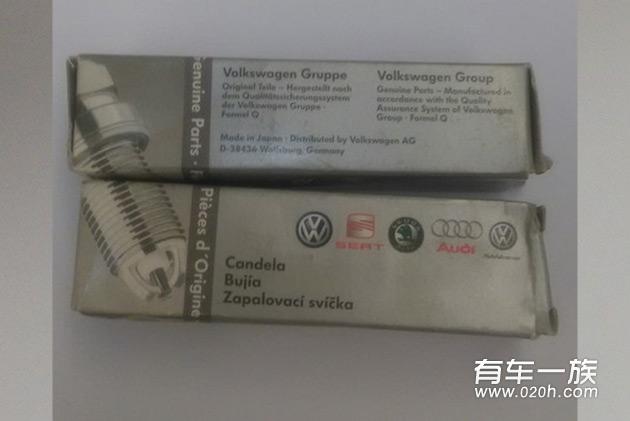 Genuine Parts ·
Volkswagen Gruppe
Original Teile – Hergestellt nach
dem Qualitätssicherungssystem
der Volkswagen Gruppe ·
Formel Q
Volkswagen Group
Genuine Parts – Manufactured in
accordance with the Quality
Assurance System of Volkswagen
Group · Formel Q
Made in Japan · Distributed by Volkswagen AG
D-38436 Wolfsburg, Germany
Pièces d'Origine
SEAT
Audi
Candela
Bujía
Zapalovací svíčka
有车一族
www.020h.com